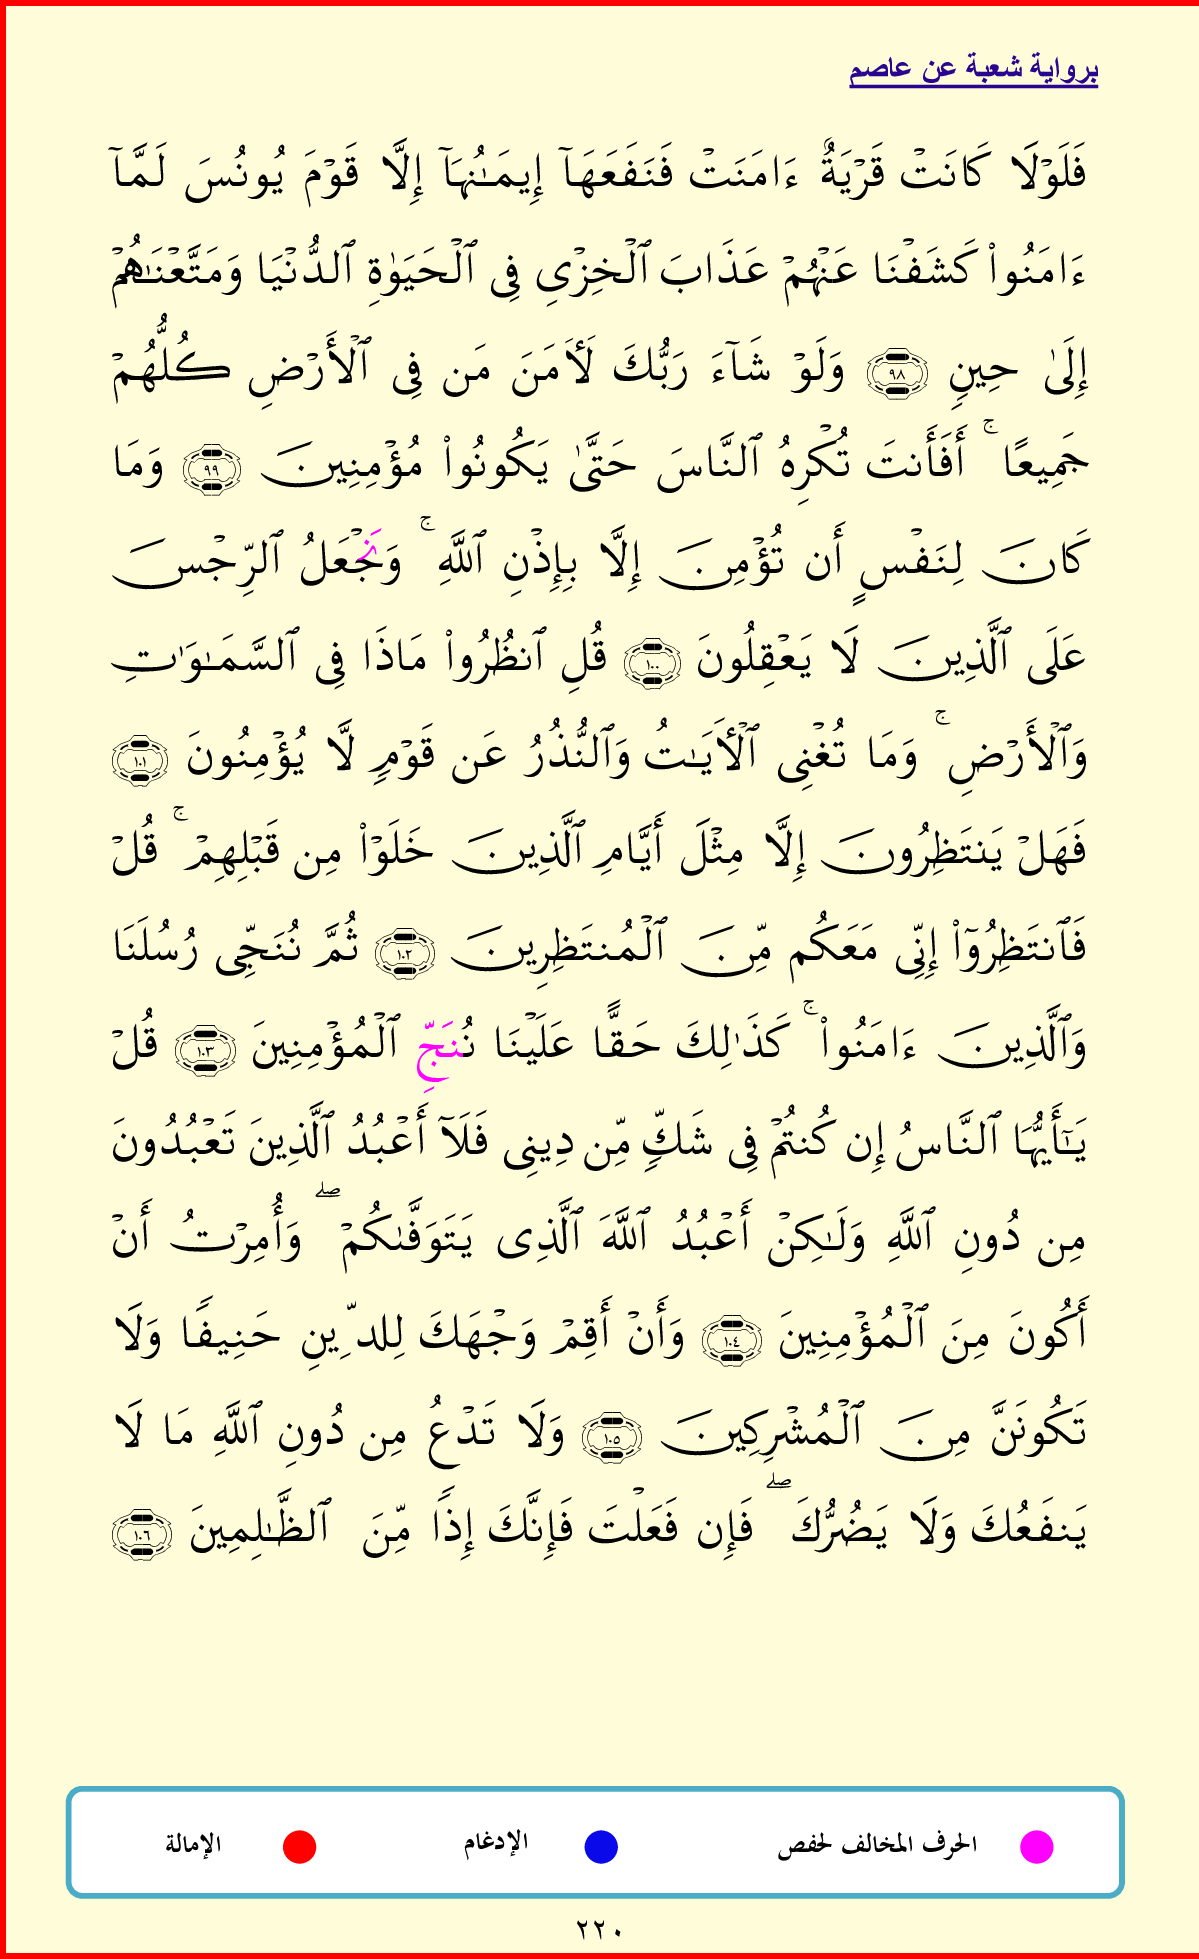 برواية شعبة عن عاصم
فَلَوۡلَا كَانَتۡ قَرۡيَةٌ ءَامَنَتۡ فَنَفَعَهَآ إِيمَٰنُهَآ إِلَّا قَوۡمَ يُونُسَ لَمَّآ
ءَامَنُواْ كَشَفۡنَا عَنۡهُمۡ عَذَابَ ٱلۡخِزۡيِ فِي ٱلۡحَيَوٰةِ ٱلدُّنۡيَا وَمَتَّعۡنَٰهُمۡ
إِلَىٰ حِينٖ ٩٨ وَلَوۡ شَآءَ رَبُّكَ لَأٓمَنَ مَن فِي ٱلۡأَرۡضِ كُلُّهُمۡ
جَمِيعًا ۚ أَفَأَنتَ تُكۡرِهُ ٱلنَّاسَ حَتَّىٰ يَكُونُواْ مُؤۡمِنِينَ ٩٩ وَمَا
كَانَ لِنَفۡسٍ أَن تُؤۡمِنَ إِلَّا بِإِذۡنِ ٱللَّهِ ۚ وَنَجۡعَلُ ٱلرِّجۡسَ
عَلَى ٱلَّذِينَ لَا يَعۡقِلُونَ ١٠٠ قُلِ ٱنظُرُواْ مَاذَا فِي ٱلسَّمَٰوَٰتِ
وَٱلۡأَرۡضِ ۚ وَمَا تُغۡنِي ٱلۡأٓيَٰتُ وَٱلنُّذُرُ عَن قَوۡمٖ لَّا يُؤۡمِنُونَ ١٠١
فَهَلۡ يَنتَظِرُونَ إِلَّا مِثۡلَ أَيَّامِ ٱلَّذِينَ خَلَوۡاْ مِن قَبۡلِهِمۡ ۚ قُلۡ
فَٱنتَظِرُوٓاْ إِنِّي مَعَكُم مِّنَ ٱلۡمُنتَظِرِينَ ١٠٢ ثُمَّ نُنَجِّي رُسُلَنَا
وَٱلَّذِينَ ءَامَنُواْ ۚ كَذَٰلِكَ حَقًّا عَلَيۡنَا نُنَجِّ ٱلۡمُؤۡمِنِينَ ١٠٣ قُلۡ
يَٰٓأَيُّهَا ٱلنَّاسُ إِن كُنتُمۡ فِي شَكّٖ مِّن دِينِي فَلَآ أَعۡبُدُ ٱلَّذِينَ تَعۡبُدُونَ
مِن دُونِ ٱللَّهِ وَلَٰكِنۡ أَعۡبُدُ ٱللَّهَ ٱلَّذِي يَتَوَفَّىٰكُمۡ ۖ وَأُمِرۡتُ أَنۡ
أَكُونَ مِنَ ٱلۡمُؤۡمِنِينَ ١٠٤ وَأَنۡ أَقِمۡ وَجۡهَكَ لِلدِّينِ حَنِيفٗا وَلَا
تَكُونَنَّ مِنَ ٱلۡمُشۡرِكِينَ ١٠٥ وَلَا تَدۡعُ مِن دُونِ ٱللَّهِ مَا لَا
يَنفَعُكَ وَلَا يَضُرُّكَ ۖ فَإِن فَعَلۡتَ فَإِنَّكَ إِذٗا مِّنَ ٱلظَّٰلِمِينَ ١٠٦
الحرف المخالف لحفص الإدغام الإمالة
٢٢٠